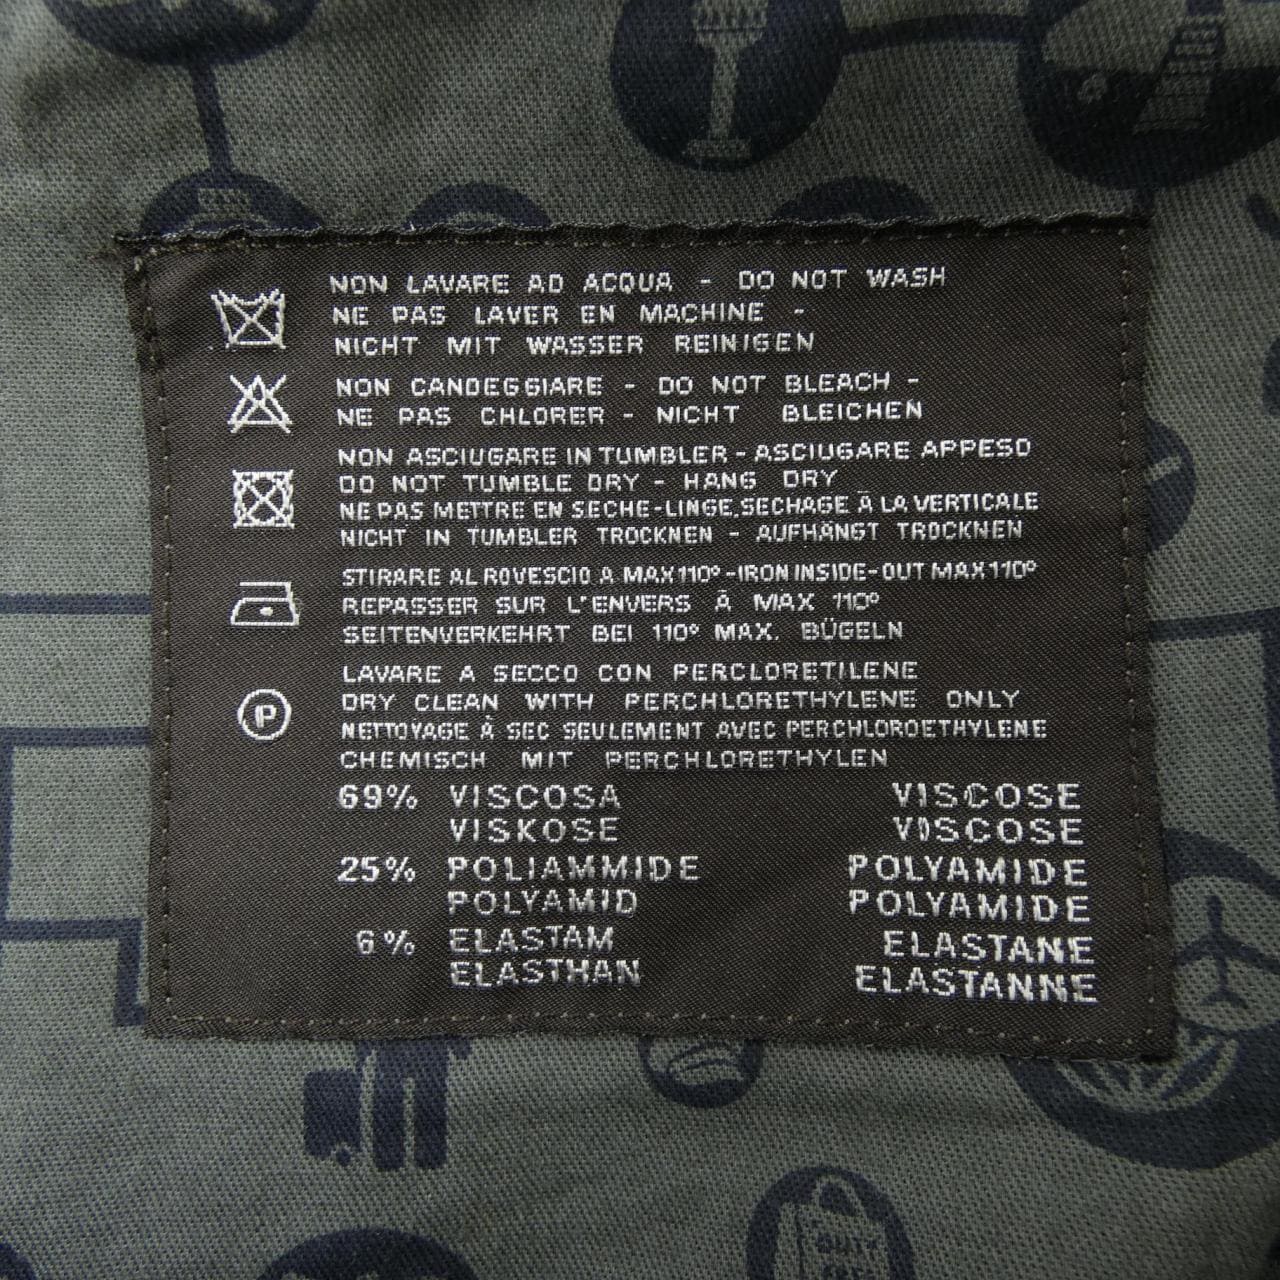 NON LAVARE AD ACQUA - DO NOT WASH
NE PAS LAVER EN MACHINE -
NICHT MIT WASSER REINIGEN
NON CANDEGGIARE - DO NOT BLEACH -
NE PAS CHLORER - NICHT BLEICHEN
NON ASCIUGARE IN TUMBLER - ASCIUGARE APPESO
DO NOT TUMBLE DRY - HANG DRY
NE PAS METTRE EN SECHE-LINGE, SECHAGE À LA VERTICALE
NICHT IN TUMBLER TROCKNEN - AUFHÄNGT TROCKNEN
STIRARE AL ROVESCIO A MAX 110° - IRON INSIDE-OUT MAX 110°
REPASSER SUR L'ENVERS À MAX 110°
SEITENVERKEHRT BEI 110° MAX. BÜGELN
P LAVARE A SECCO CON PERCLORETILENE
DRY CLEAN WITH PERCHLORETHYLENE ONLY
NETTOYAGE À SEC SEULEMENT AVEC PERCHLOROETHYLENE
CHEMISCH MIT PERCHLORETHYLEN
69% VISCOSA VISCOSE
VISKOSE VISCOSE
25% POLIAMMIDE POLYAMIDE
POLYAMID POLYAMIDE
6% ELASTAM ELASTANE
ELASTHAN ELASTANNE
DUTY
FREE